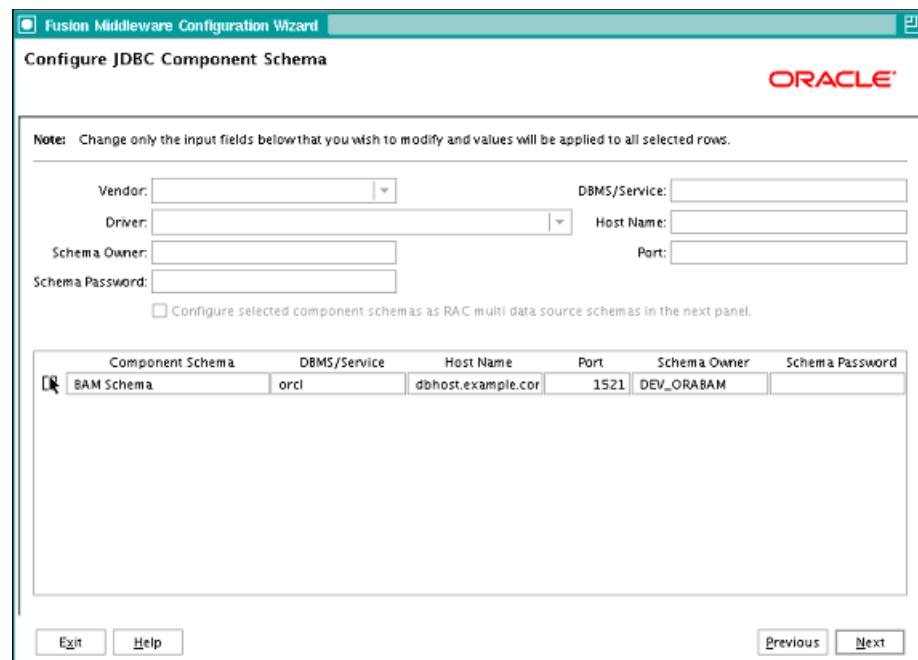 Fusion Middleware Configuration Wizard
Configure JDBC Component Schema
ORACLE
Note: Change only the input fields below that you wish to modify and values will be applied to all selected rows.
Vendor: DBMS/Service:
Driver: Host Name:
Schema Owner: Port:
Schema Password:
Configure selected component schemas as RAC multi data source schemas in the next panel.
Component Schema DBMS/Service Host Name Port Schema Owner Schema Password
BAM Schema orcl dbhost.example.cor 1521 DEV_ORABAM
Exit Help Previous Next